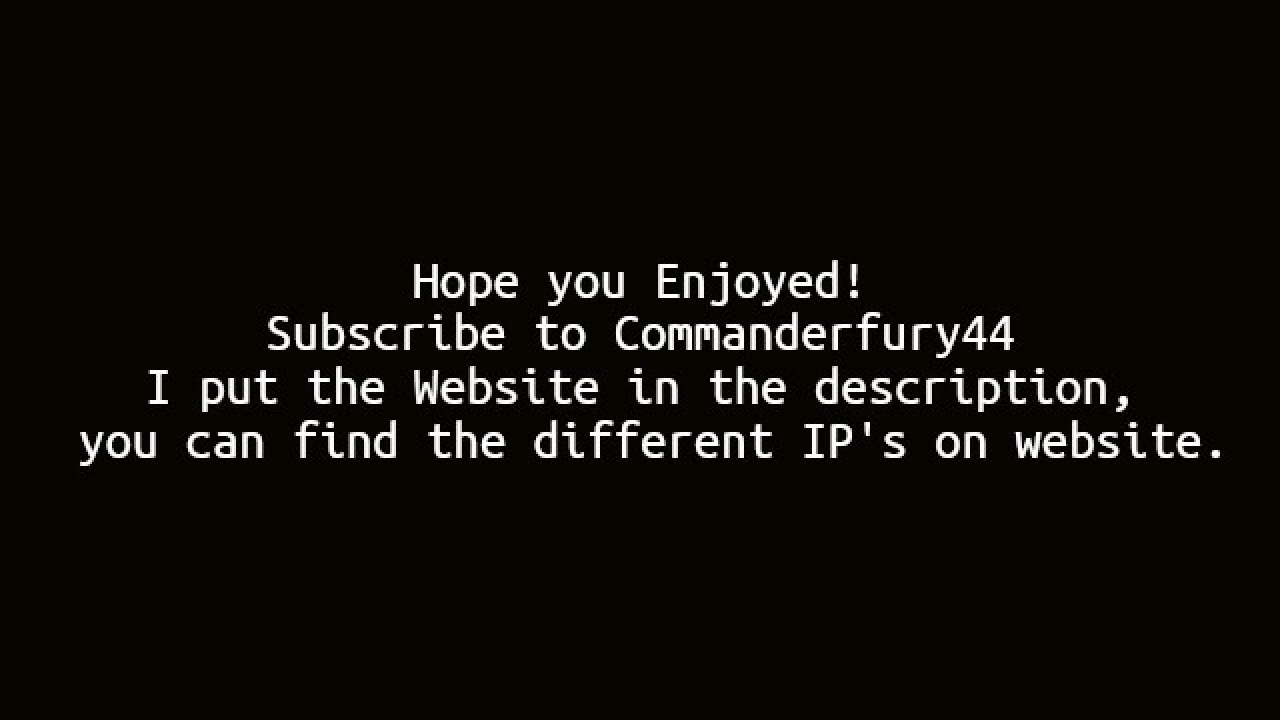 Hope you Enjoyed!
Subscribe to Commanderfury44
I put the Website in the description,
you can find the different IP's on website.